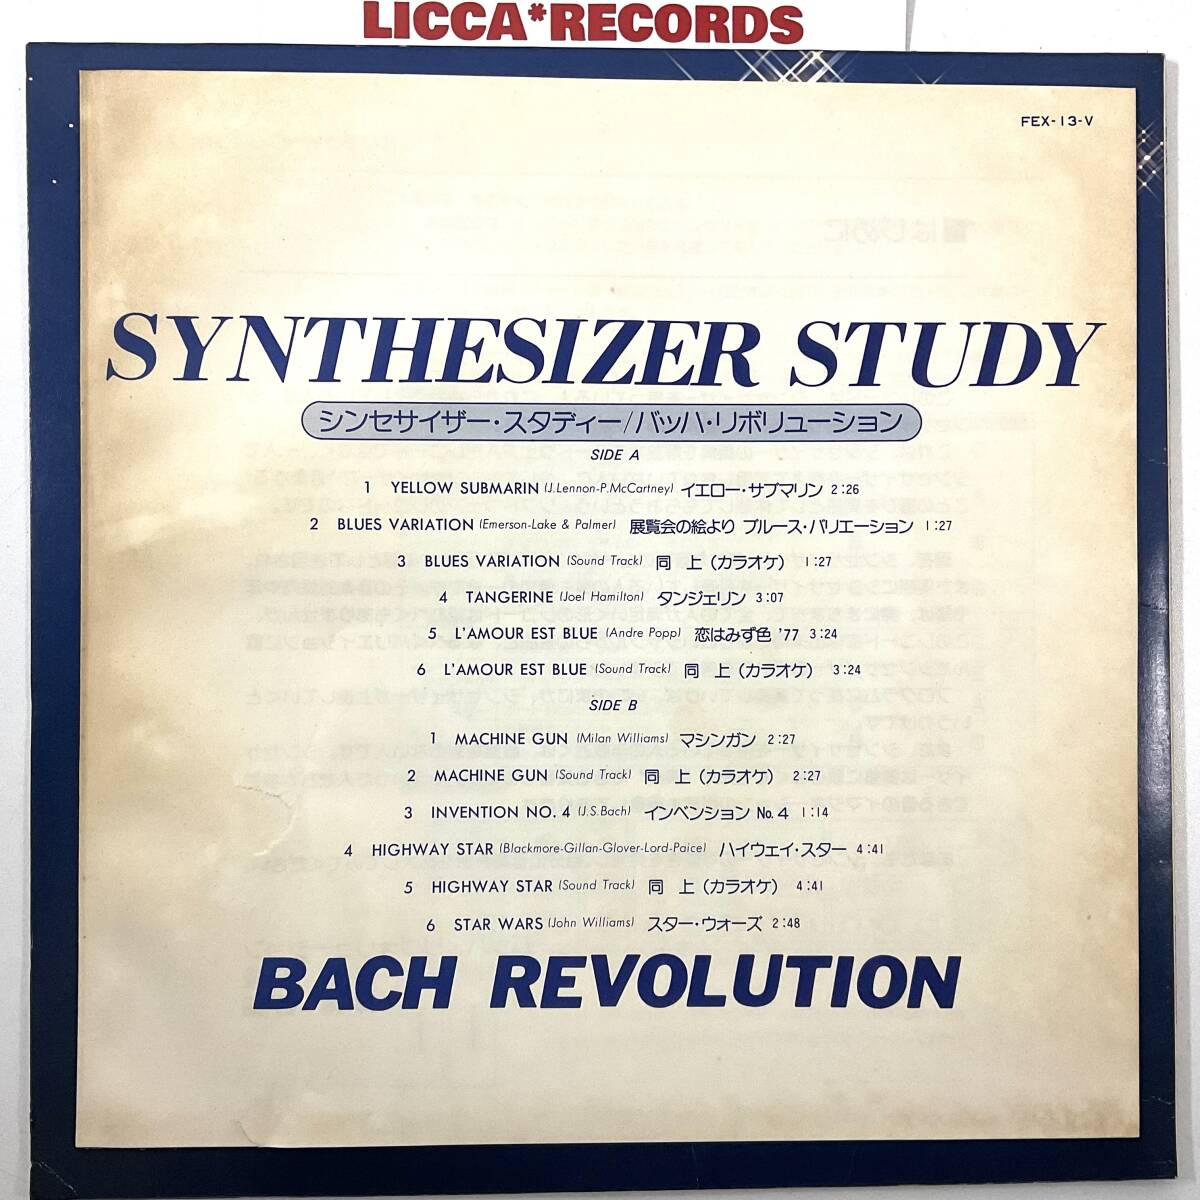 LICCA*RECORDS
FEX-13-V
SYNTHESIZER STUDY
シンセサイザー・スタディー/バッハ・リボリューション
SIDE A
1 YELLOW SUBMARIN (J.Lennon-P.McCartney) イエロー・サブマリン 2:26
2 BLUES VARIATION (Emerson-Lake & Palmer) 展覧会の絵より ブルース・バリエーション 1:27
3 BLUES VARIATION (Sound Track) 同 上 (カラオケ) 1:27
4 TANGERINE (Joel Hamilton) タンジェリン 3:07
5 L'AMOUR EST BLUE (Andre Popp) 恋はみず色 '77 3:24
6 L'AMOUR EST BLUE (Sound Track) 同 上 (カラオケ) 3:24
SIDE B
1 MACHINE GUN (Milan Williams) マシンガン 2:27
2 MACHINE GUN (Sound Track) 同 上 (カラオケ) 2:27
3 INVENTION NO. 4 (J.S.Bach) インベンション No.4 1:14
4 HIGHWAY STAR (Blackmore-Gillan-Glover-Lord-Paice) ハイウェイ・スター 4:41
5 HIGHWAY STAR (Sound Track) 同 上 (カラオケ) 4:41
6 STAR WARS (John Williams) スター・ウォーズ 2:48
BACH REVOLUTION